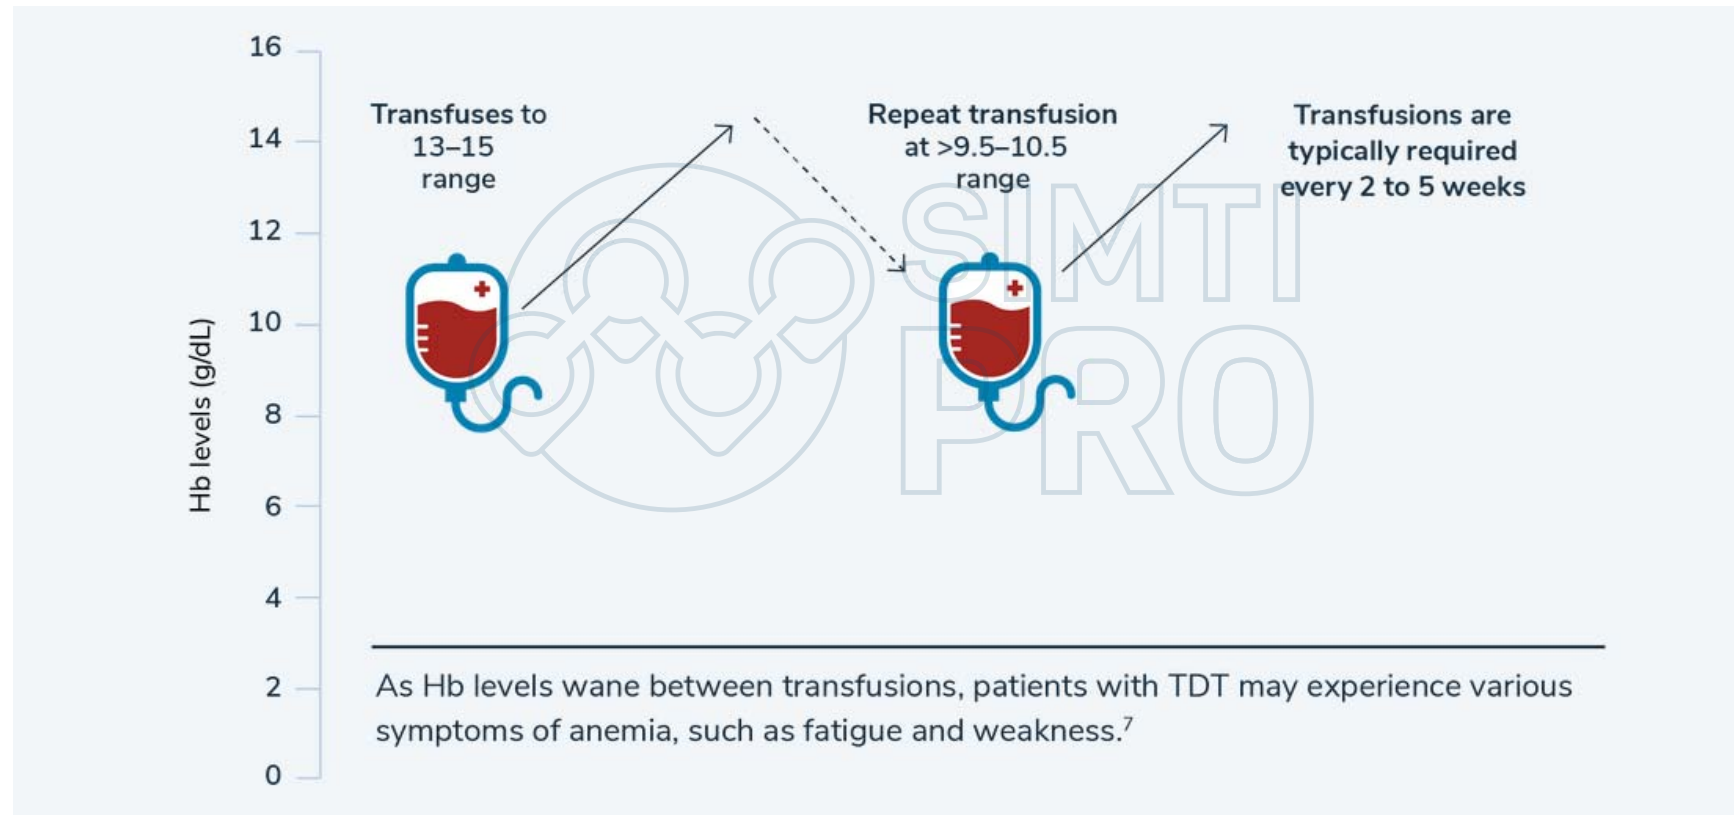 16
14
12
10
8
6
4
2
0
Hb levels (g/dL)
Transfuses to
13–15
range
Repeat transfusion
at >9.5–10.5
range
Transfusions are
typically required
every 2 to 5 weeks
SIMTI
PRO
As Hb levels wane between transfusions, patients with TDT may experience various
symptoms of anemia, such as fatigue and weakness.⁷